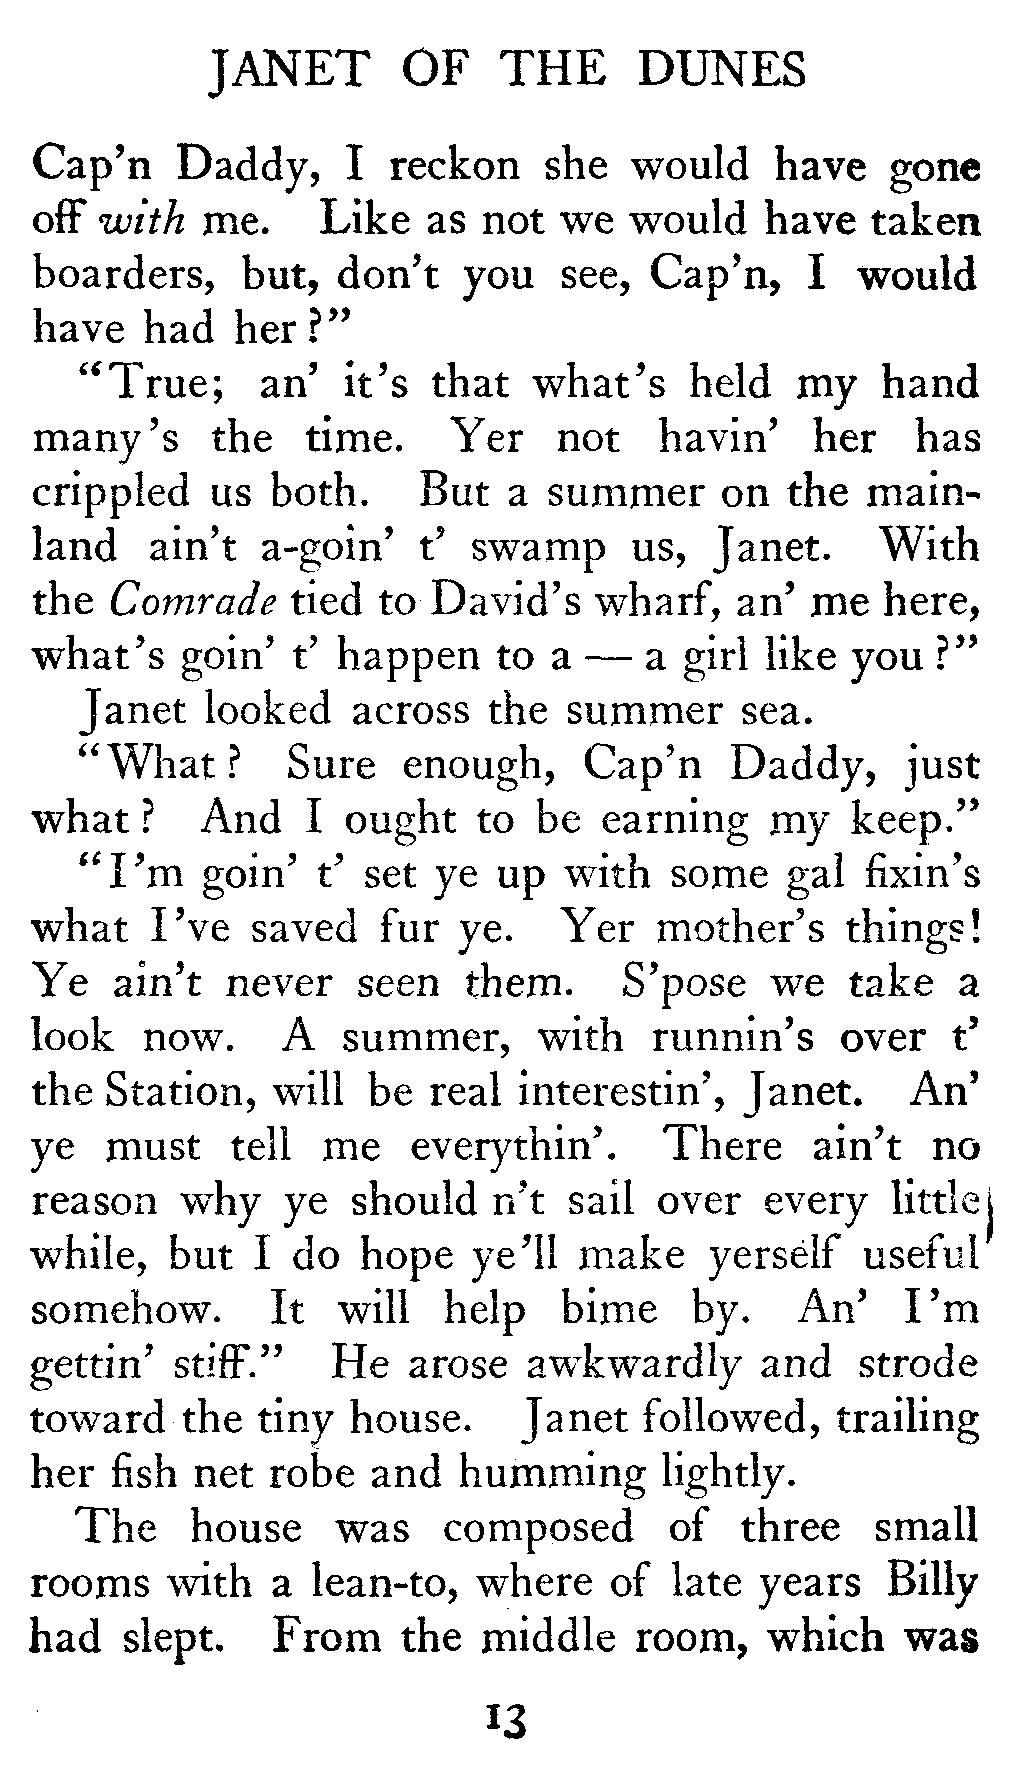 JANET OF THE DUNES
Cap'n Daddy, I reckon she would have gone
off with me. Like as not we would have taken
boarders, but, don't you see, Cap'n, I would
have had her?"
"True; an' it's that what's held my hand
many's the time. Yer not havin' her has
crippled us both. But a summer on the main-
land ain't a-goin' t' swamp us, Janet. With
the Comrade tied to David's wharf, an' me here,
what's goin' t' happen to a — a girl like you?"
Janet looked across the summer sea.
"What? Sure enough, Cap'n Daddy, just
what? And I ought to be earning my keep."
"I'm goin' t' set ye up with some gal fixin's
what I've saved fur ye. Yer mother's things!
Ye ain't never seen them. S'pose we take a
look now. A summer, with runnin's over t'
the Station, will be real interestin', Janet. An'
ye must tell me everythin'. There ain't no
reason why ye should n't sail over every little
while, but I do hope ye'll make yerself useful
somehow. It will help bime by. An' I'm
gettin' stiff." He arose awkwardly and strode
toward the tiny house. Janet followed, trailing
her fish net robe and humming lightly.
The house was composed of three small
rooms with a lean-to, where of late years Billy
had slept. From the middle room, which was
13